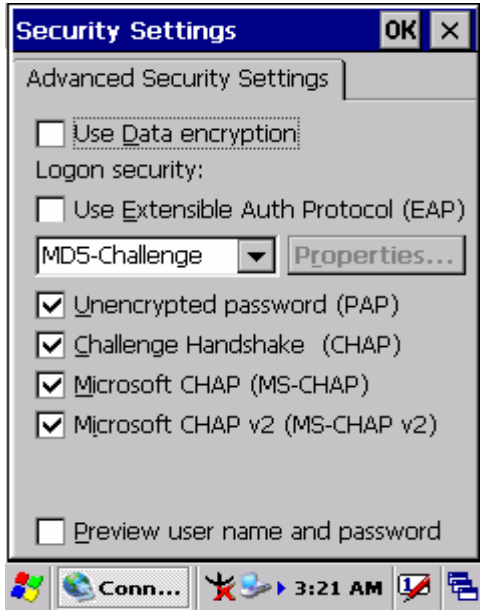 Security Settings OK ×
Advanced Security Settings
Use Data encryption
Logon security:
Use Extensible Auth Protocol (EAP)
MD5-Challenge Properties...
Unencrypted password (PAP)
Challenge Handshake (CHAP)
Microsoft CHAP (MS-CHAP)
Microsoft CHAP v2 (MS-CHAP v2)
Preview user name and password
Conn... 3:21 AM